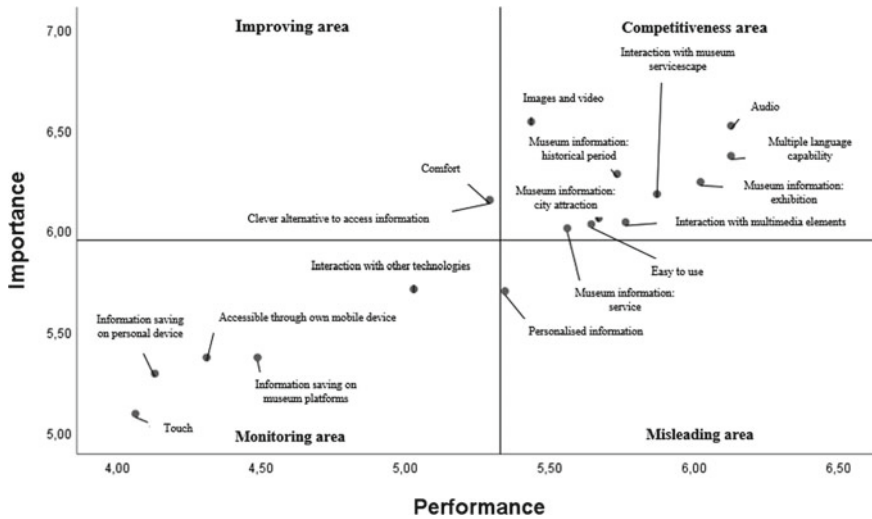 7,00
Improving area
Competitiveness area
Interaction with museum
servicescape
6,50
Images and video
Audio
Museum information:
historical period
Multiple language
capability
Comfort
Museum information:
city attraction
Museum information:
exhibition
Clever alternative to access information
Interaction with multimedia elements
6,00
Importance
Interaction with other technologies
Easy to use
Museum information:
service
Personalised information
5,50
Information saving
on personal device
Accessible through own mobile device
Information saving on
museum platforms
Touch
5,00
Monitoring area
Misleading area
4,00
4,50
5,00
5,50
6,00
6,50
Performance